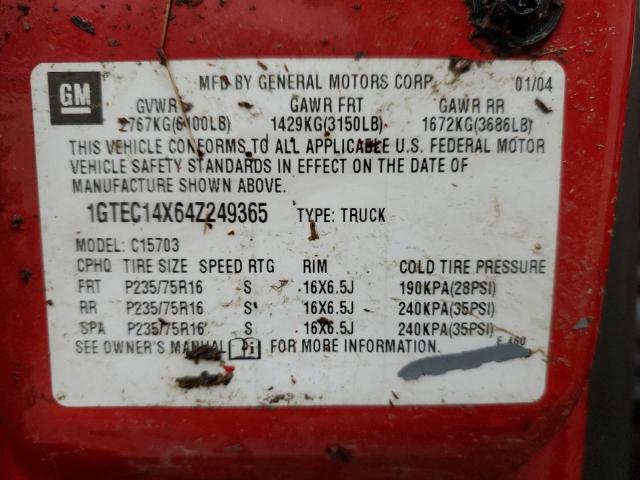 GM
MFD BY GENERAL MOTORS CORP 01/04
GVWR GAWR FRT GAWR RR
2767KG(6100LB) 1429KG(3150LB) 1672KG(3686LB)
THIS VEHICLE CONFORMS TO ALL APPLICABLE U.S. FEDERAL MOTOR
VEHICLE SAFETY STANDARDS IN EFFECT ON THE DATE OF
MANUFACTURE SHOWN ABOVE.
1GTEC14X64Z249365 TYPE: TRUCK
MODEL: C15703
CPHQ TIRE SIZE SPEED RTG RIM COLD TIRE PRESSURE
FRT P235/75R16 S 16X6.5J 190KPA(28PSI)
RR P235/75R16 S 16X6.5J 240KPA(35PSI)
SPA P235/75R16 S 16X6.5J 240KPA(35PSI)
SEE OWNER'S MANUAL FOR MORE INFORMATION.